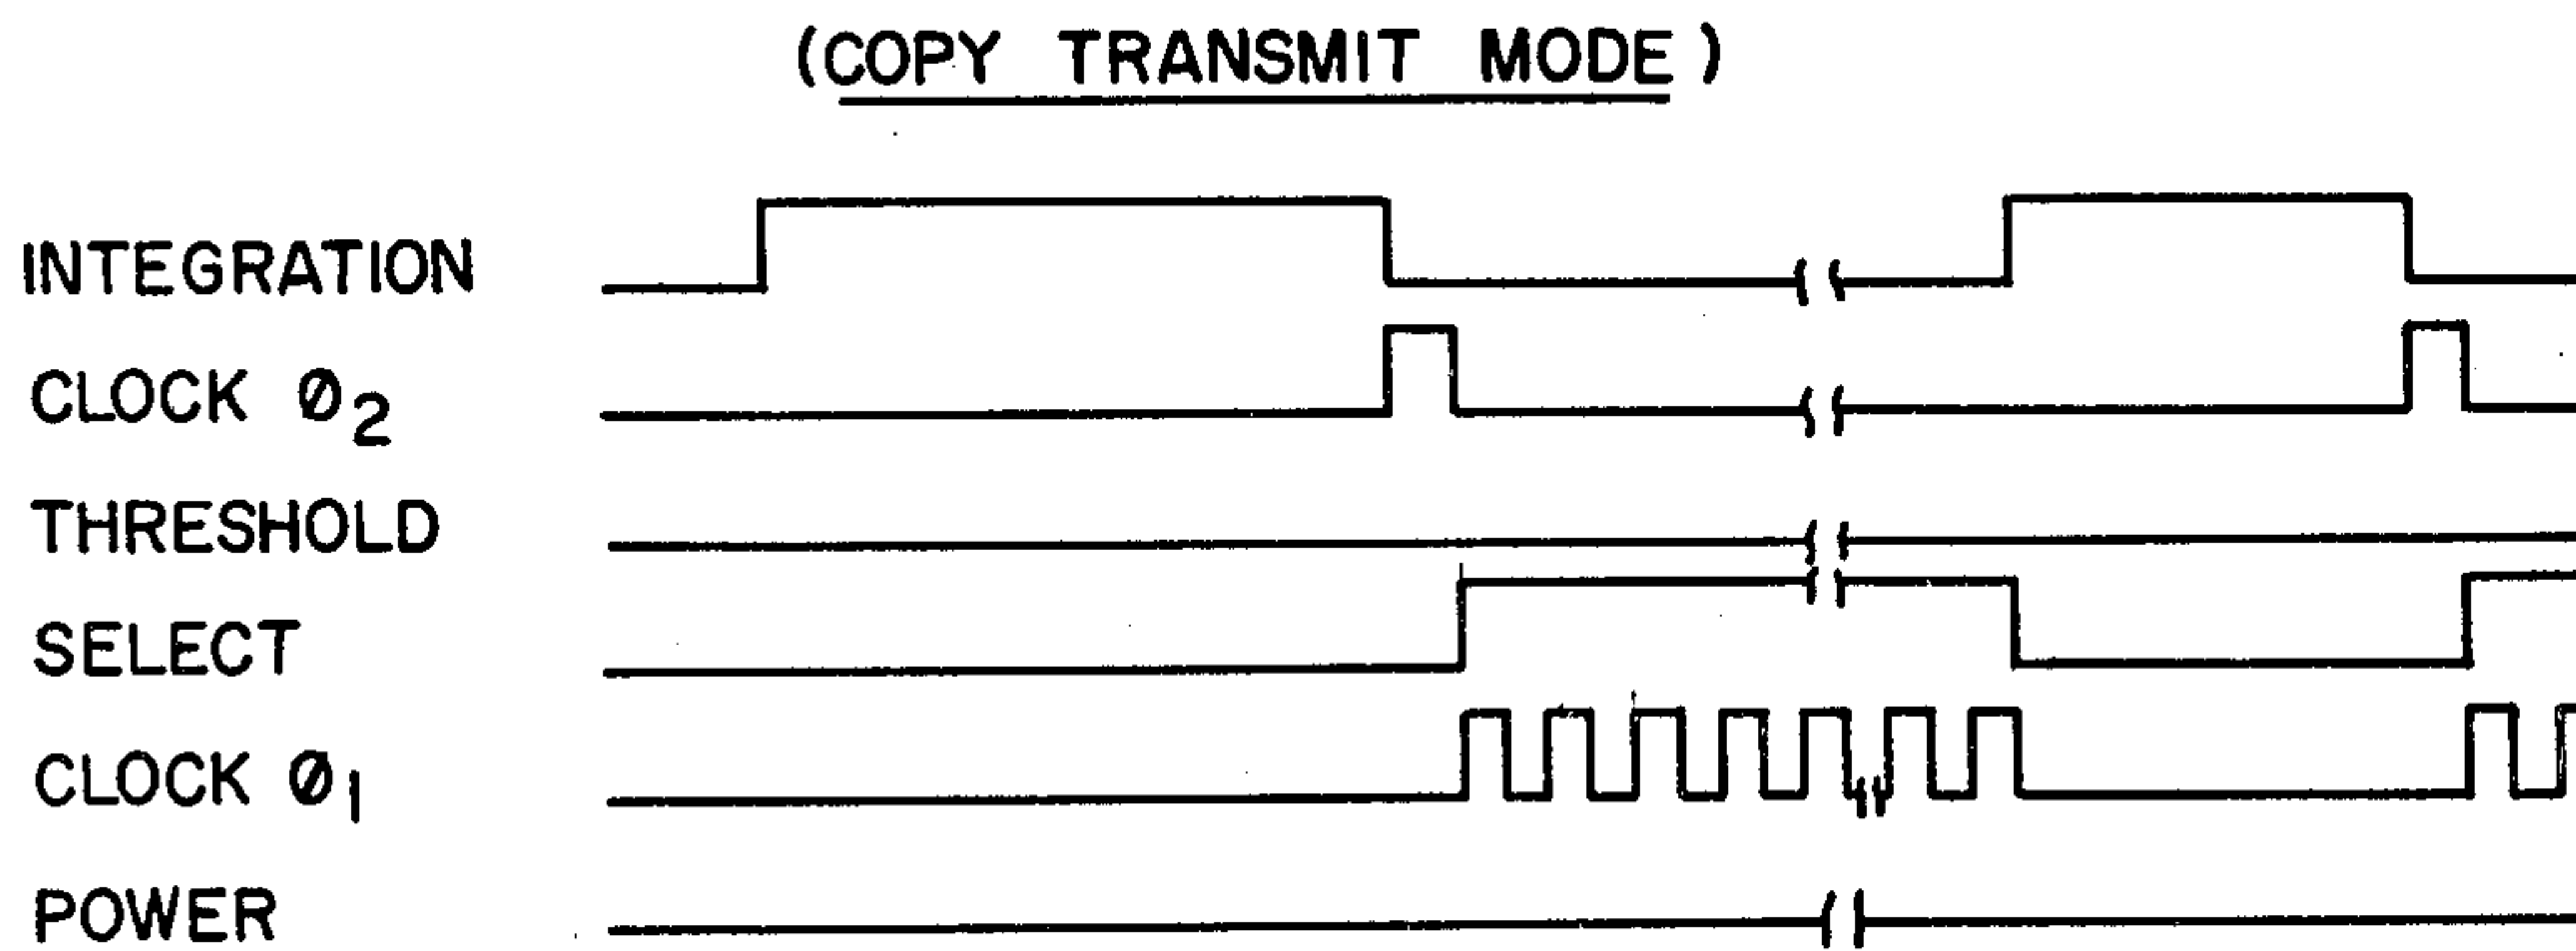 (COPY TRANSMIT MODE)
INTEGRATION
CLOCK Ø2
THRESHOLD
SELECT
CLOCK Ø1
POWER